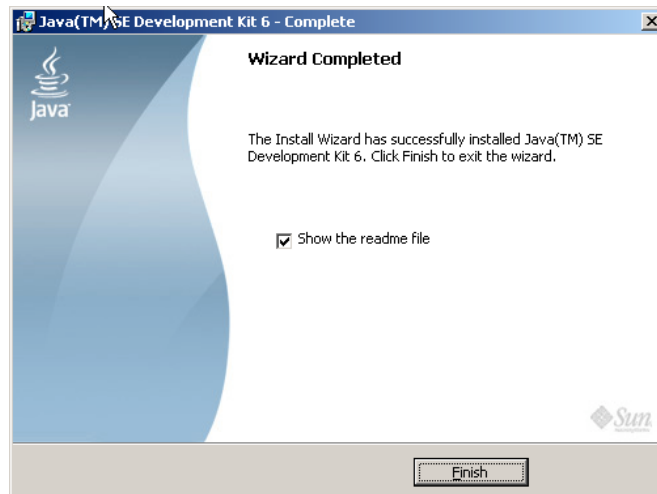 Java(TM) SE Development Kit 6 - Complete
Java
Wizard Completed
The Install Wizard has successfully installed Java(TM) SE
Development Kit 6. Click Finish to exit the wizard.
Show the readme file
Sun
Finish